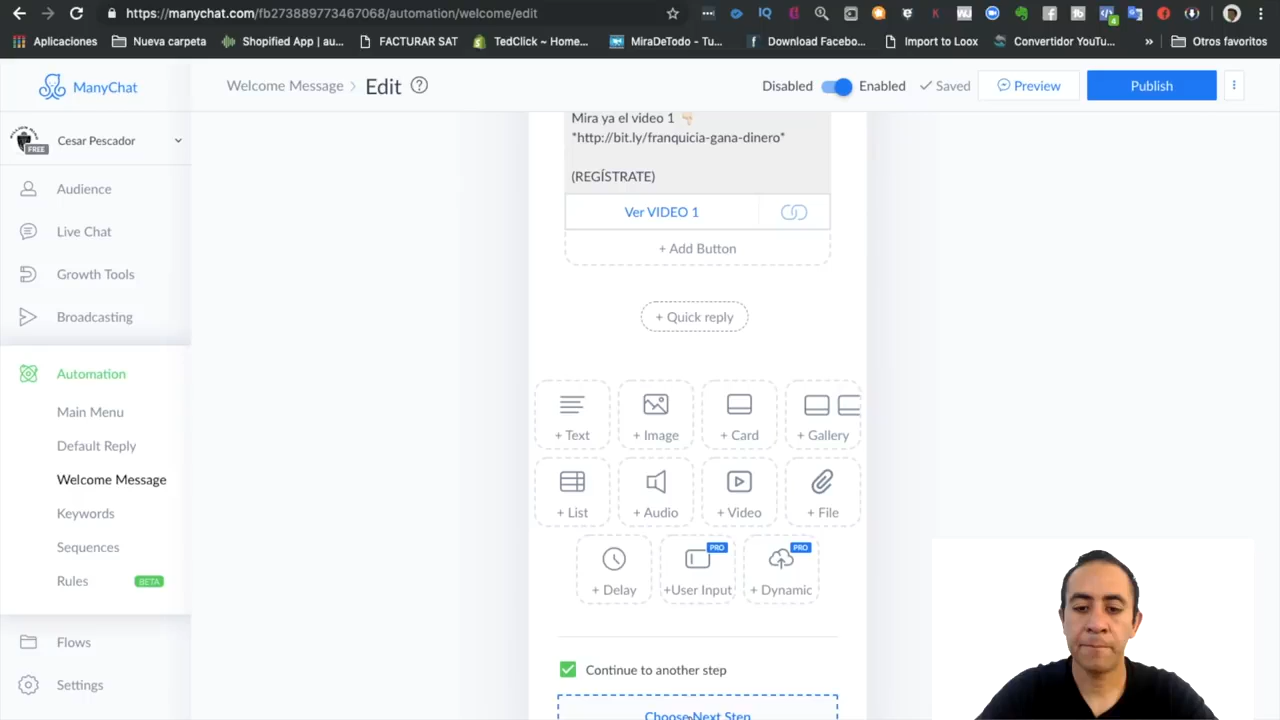 https://manychat.com/fb273889773467068/automation/welcome/edit
Aplicaciones
Nueva carpeta
Shopified App | au...
FACTURAR SAT
TedClick ~ Home...
MiraDeTodo - Tu...
Download Facebo...
Import to Loox
Convertidor YouTu...
»
Otros favoritos
ManyChat
Welcome Message > Edit
Disabled
Enabled
Saved
Preview
Publish
FREE
Cesar Pescador
Audience
Live Chat
Growth Tools
Broadcasting
Automation
Main Menu
Default Reply
Welcome Message
Keywords
Sequences
Rules
BETA
Flows
Settings
Mira ya el video 1 👇🏻
*http://bit.ly/franquicia-gana-dinero*
(REGÍSTRATE)
Ver VIDEO 1
+ Add Button
+ Quick reply
+ Text
+ Image
+ Card
+ Gallery
+ List
+ Audio
+ Video
+ File
+ Delay
PRO
+User Input
PRO
+ Dynamic
Continue to another step
Choose Next Step